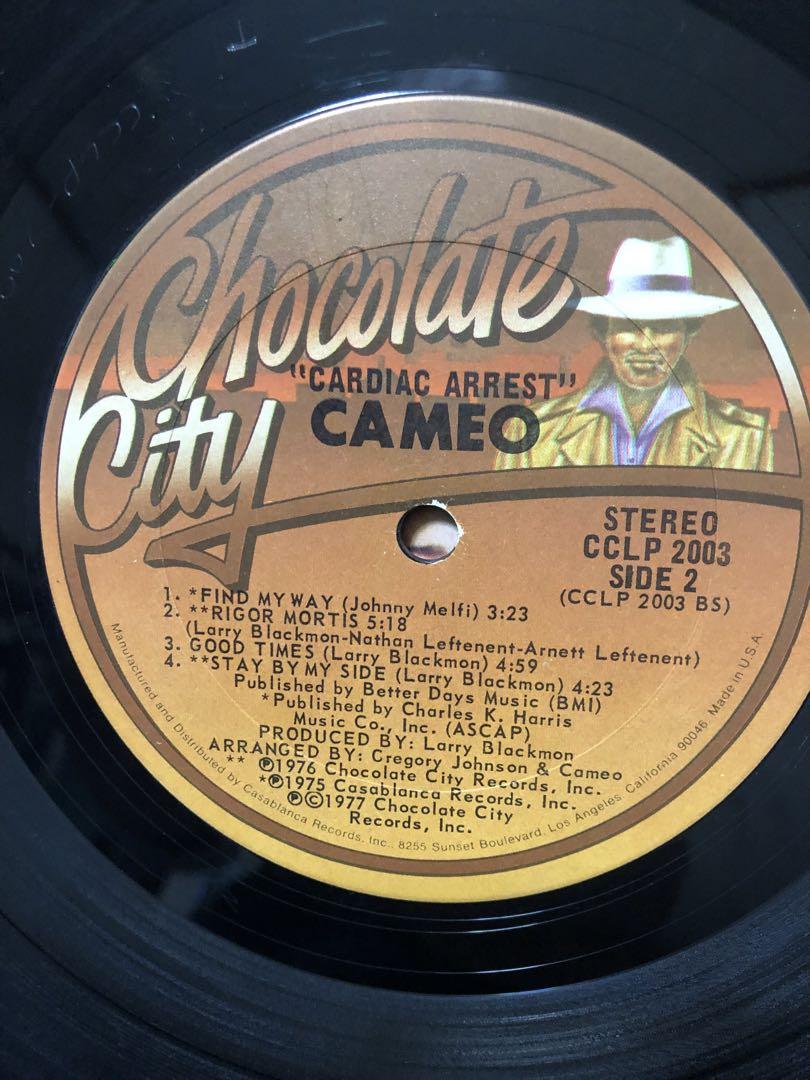 Chocolate
City
"CARDIAC ARREST"
CAMEO
STEREO
CCLP 2003
SIDE 2
(CCLP 2003 BS)
1. *FIND MY WAY (Johnny Melfi) 3:23
2. **RIGOR MORTIS 5:18
(Larry Blackmon-Nathan Leftenent-Arnett Leftenent)
3. GOOD TIMES (Larry Blackmon) 4:59
4. **STAY BY MY SIDE (Larry Blackmon) 4:23
Published by Better Days Music (BMI)
*Published by Charles K. Harris
Music Co., Inc. (ASCAP)
PRODUCED BY: Larry Blackmon
ARRANGED BY: Gregory Johnson & Cameo
** ℗1976 Chocolate City Records, Inc.
*℗1975 Casablanca Records, Inc.
℗©1977 Chocolate City
Records, Inc.
Manufactured and Distributed by Casablanca Records, Inc., 8255 Sunset Boulevard, Los Angeles, California 90046 Made in U.S.A.
CCLP